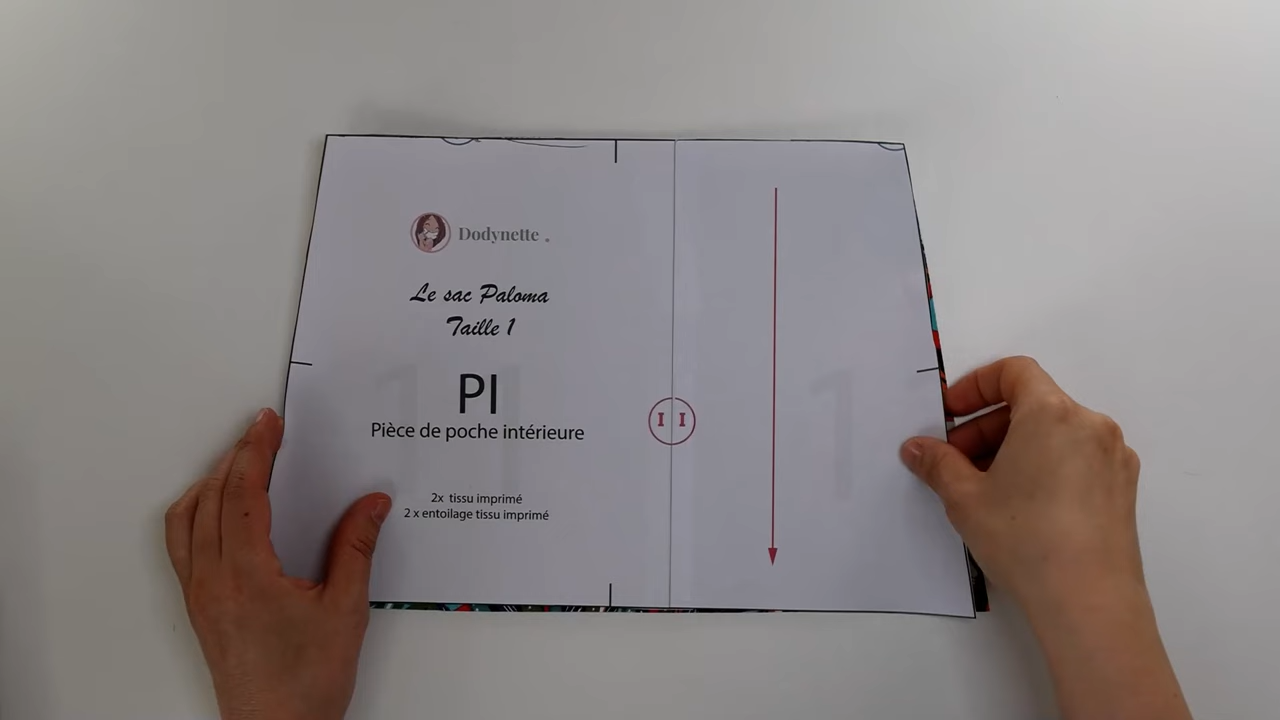 Dodynette
Le sac Paloma
Taille 1
PI
Pièce de poche intérieure
I I
2x tissu imprimé
2 x entoilage tissu imprimé